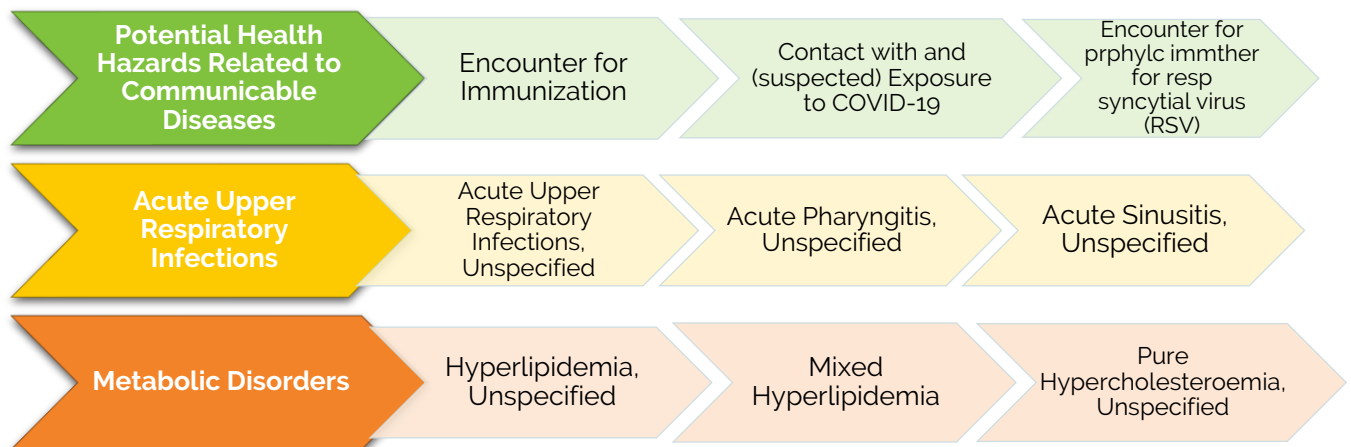 Potential Health
Hazards Related to
Communicable
Diseases
Encounter for
Immunization
Contact with and
(suspected) Exposure
to COVID-19
Encounter for
prphylc immther
for resp
syncytial virus
(RSV)
Acute Upper
Respiratory
Infections
Acute Upper
Respiratory
Infections,
Unspecified
Acute Pharyngitis,
Unspecified
Acute Sinusitis,
Unspecified
Metabolic Disorders
Hyperlipidemia,
Unspecified
Mixed
Hyperlipidemia
Pure
Hypercholesteroemia,
Unspecified